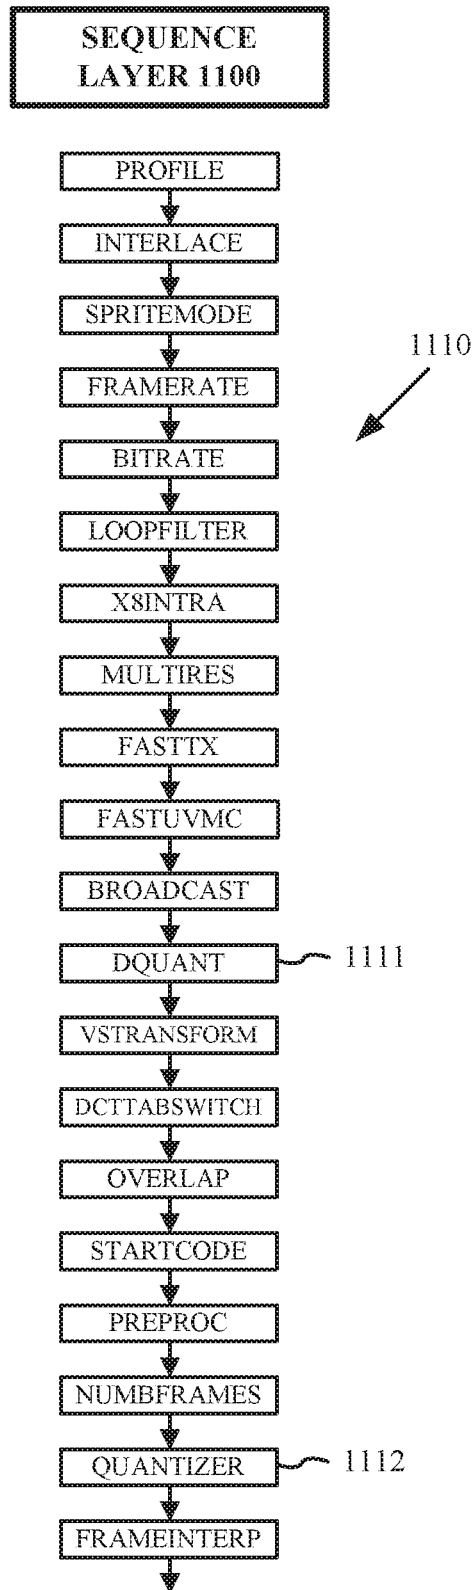 SEQUENCE
LAYER 1100
PROFILE
INTERLACE
SPRITEMODE
1110
FRAMERATE
BITRATE
LOOPFILTER
X8INTRA
MULTIRES
FASTTX
FASTUVMC
BROADCAST
DQUANT 1111
VSTRANSFORM
DCTTABSWITCH
OVERLAP
STARTCODE
PREPROC
NUMBFRAMES
QUANTIZER 1112
FRAMEINTERP